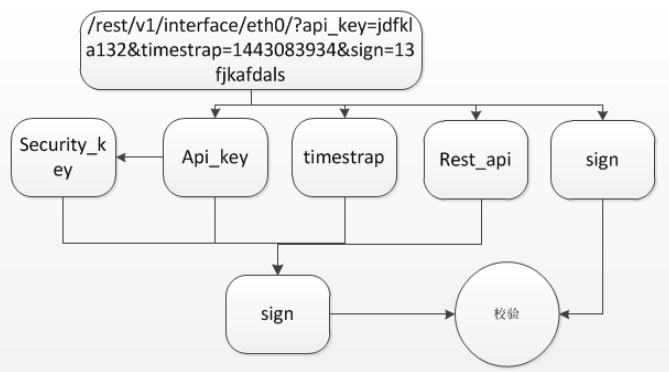 /rest/v1/interface/eth0/?api_key=jdfkl
a132&timestrap=1443083934&sign=13
fjkafdals
Security_k
ey
Api_key
timestrap
Rest_api
sign
sign
校验